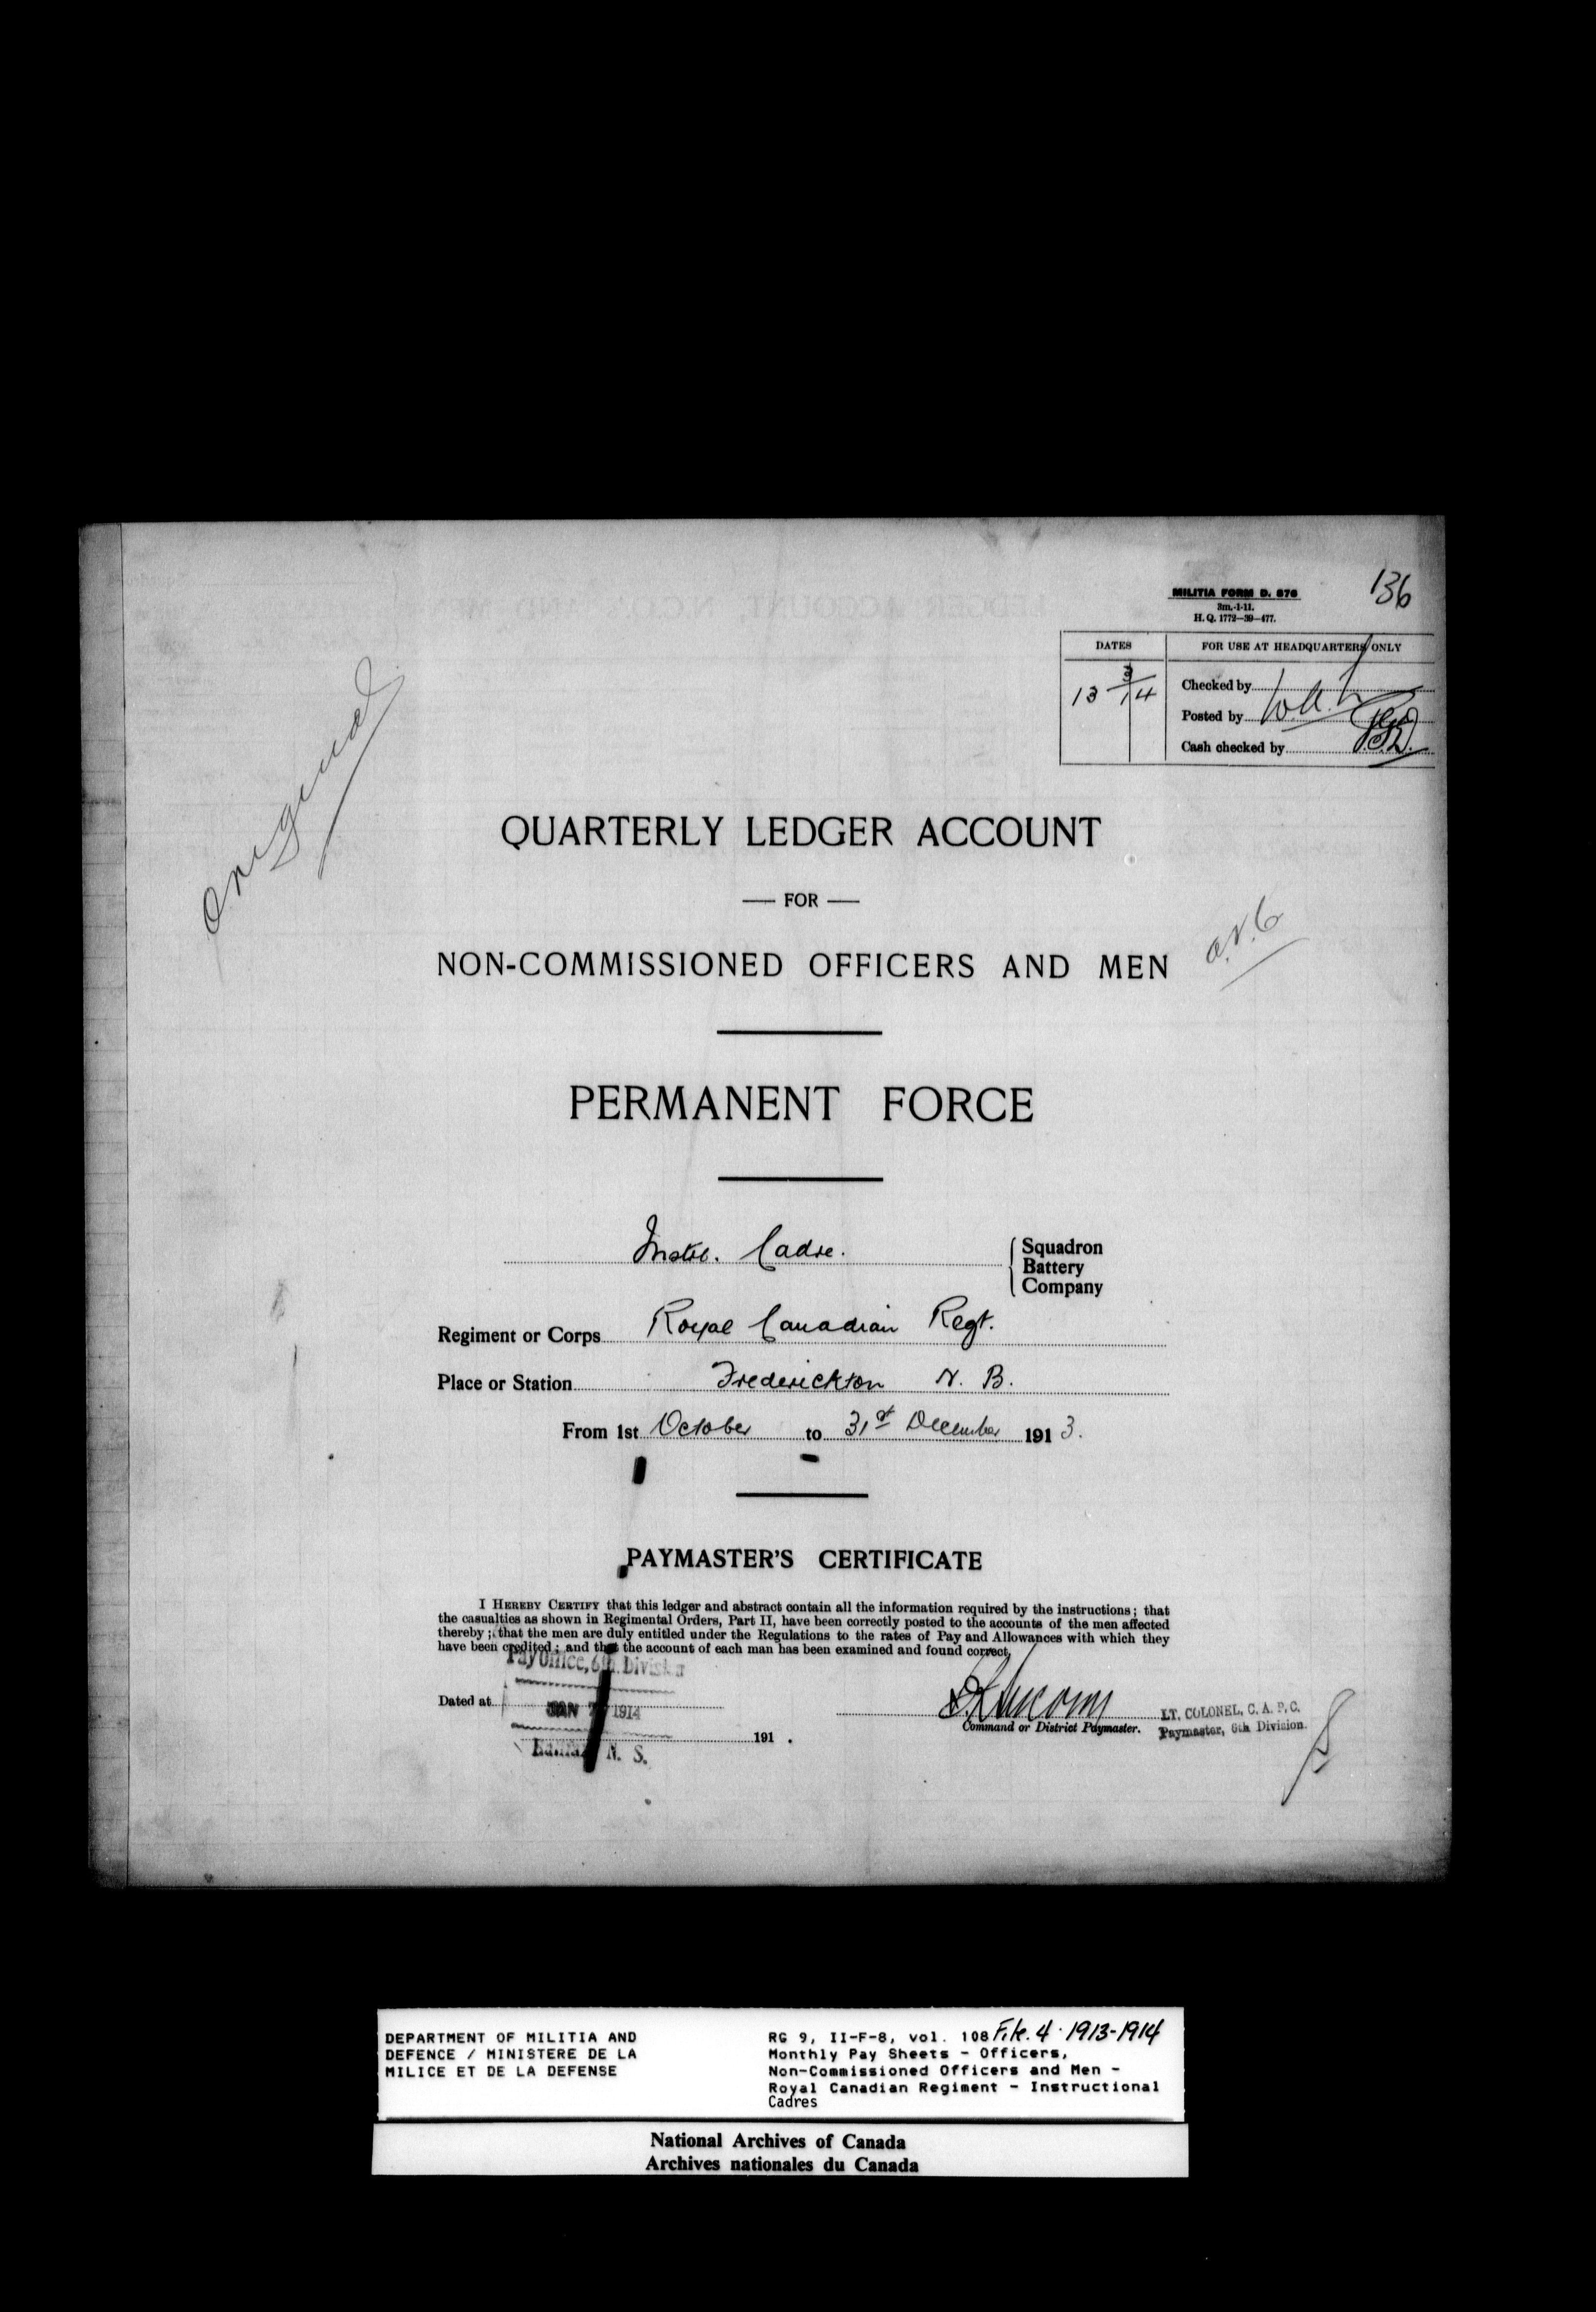 136
MILITIA FORM D. 876
3m.-1-11.
H. Q. 1772—39—477.
DATES
FOR USE AT HEADQUARTERS ONLY
13 3/14
Checked by
Posted by
Cash checked by
original
QUARTERLY LEDGER ACCOUNT
— FOR —
NON-COMMISSIONED OFFICERS AND MEN
PERMANENT FORCE
Instl. Cadre.
Squadron
Battery
Company
Regiment or Corps Royal Canadian Regt.
Place or Station Frederickton N. B.
From 1st October to 31st December 1913.
PAYMASTER'S CERTIFICATE
I HEREBY CERTIFY that this ledger and abstract contain all the information required by the instructions; that
the casualties as shown in Regimental Orders, Part II, have been correctly posted to the accounts of the men affected
thereby; that the men are duly entitled under the Regulations to the rates of Pay and Allowances with which they
have been credited; and that the account of each man has been examined and found correct.
Pay Office, 6th. Division
Dated at
JAN 1914
191 .
Halifax N. S.
Command or District Paymaster.
LT. COLONEL, C. A. P. C.
Paymaster, 6th Division.
DEPARTMENT OF MILITIA AND
DEFENCE / MINISTERE DE LA
MILICE ET DE LA DEFENSE
RG 9, II-F-8, vol. 108 File. 4 · 1913-1914
Monthly Pay Sheets - Officers,
Non-Commissioned Officers and Men -
Royal Canadian Regiment - Instructional
Cadres
National Archives of Canada
Archives nationales du Canada